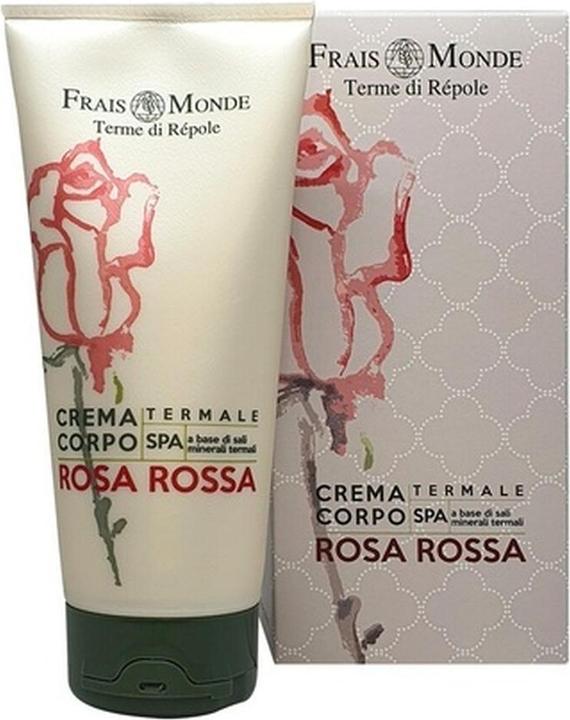 FRAIS MONDE
Terme di Répole
CREMA TERMALE
CORPO SPA a base di sali
minerali termali
ROSA ROSSA
FRAIS MONDE
Terme di Répole
CREMA TERMALE
CORPO SPA a base di sali
minerali termali
ROSA ROSSA